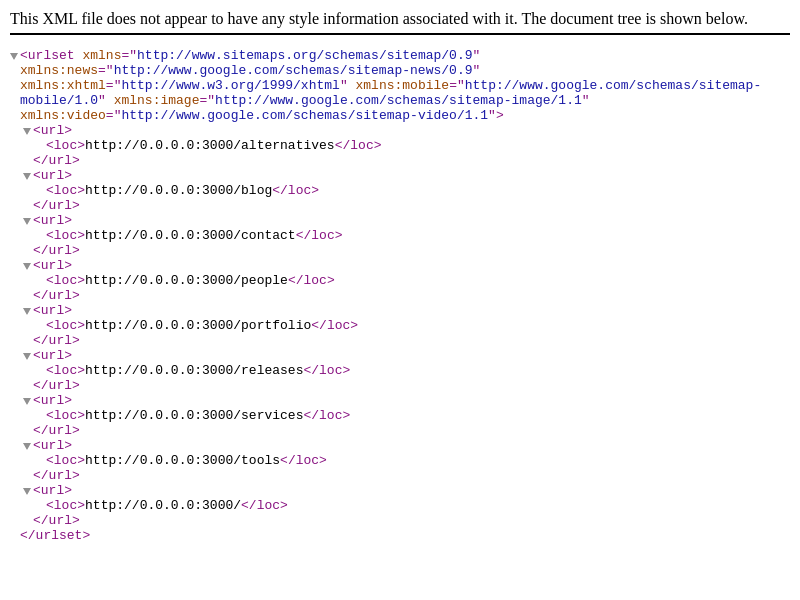 This XML file does not appear to have any style information associated with it. The document tree is shown below.
<urlset xmlns="http://www.sitemaps.org/schemas/sitemap/0.9"
xmlns:news="http://www.google.com/schemas/sitemap-news/0.9"
xmlns:xhtml="http://www.w3.org/1999/xhtml" xmlns:mobile="http://www.google.com/schemas/sitemap-
mobile/1.0" xmlns:image="http://www.google.com/schemas/sitemap-image/1.1"
xmlns:video="http://www.google.com/schemas/sitemap-video/1.1">
<url>
<loc>http://0.0.0.0:3000/alternatives</loc>
</url>
<url>
<loc>http://0.0.0.0:3000/blog</loc>
</url>
<url>
<loc>http://0.0.0.0:3000/contact</loc>
</url>
<url>
<loc>http://0.0.0.0:3000/people</loc>
</url>
<url>
<loc>http://0.0.0.0:3000/portfolio</loc>
</url>
<url>
<loc>http://0.0.0.0:3000/releases</loc>
</url>
<url>
<loc>http://0.0.0.0:3000/services</loc>
</url>
<url>
<loc>http://0.0.0.0:3000/tools</loc>
</url>
<url>
<loc>http://0.0.0.0:3000/</loc>
</url>
</urlset>